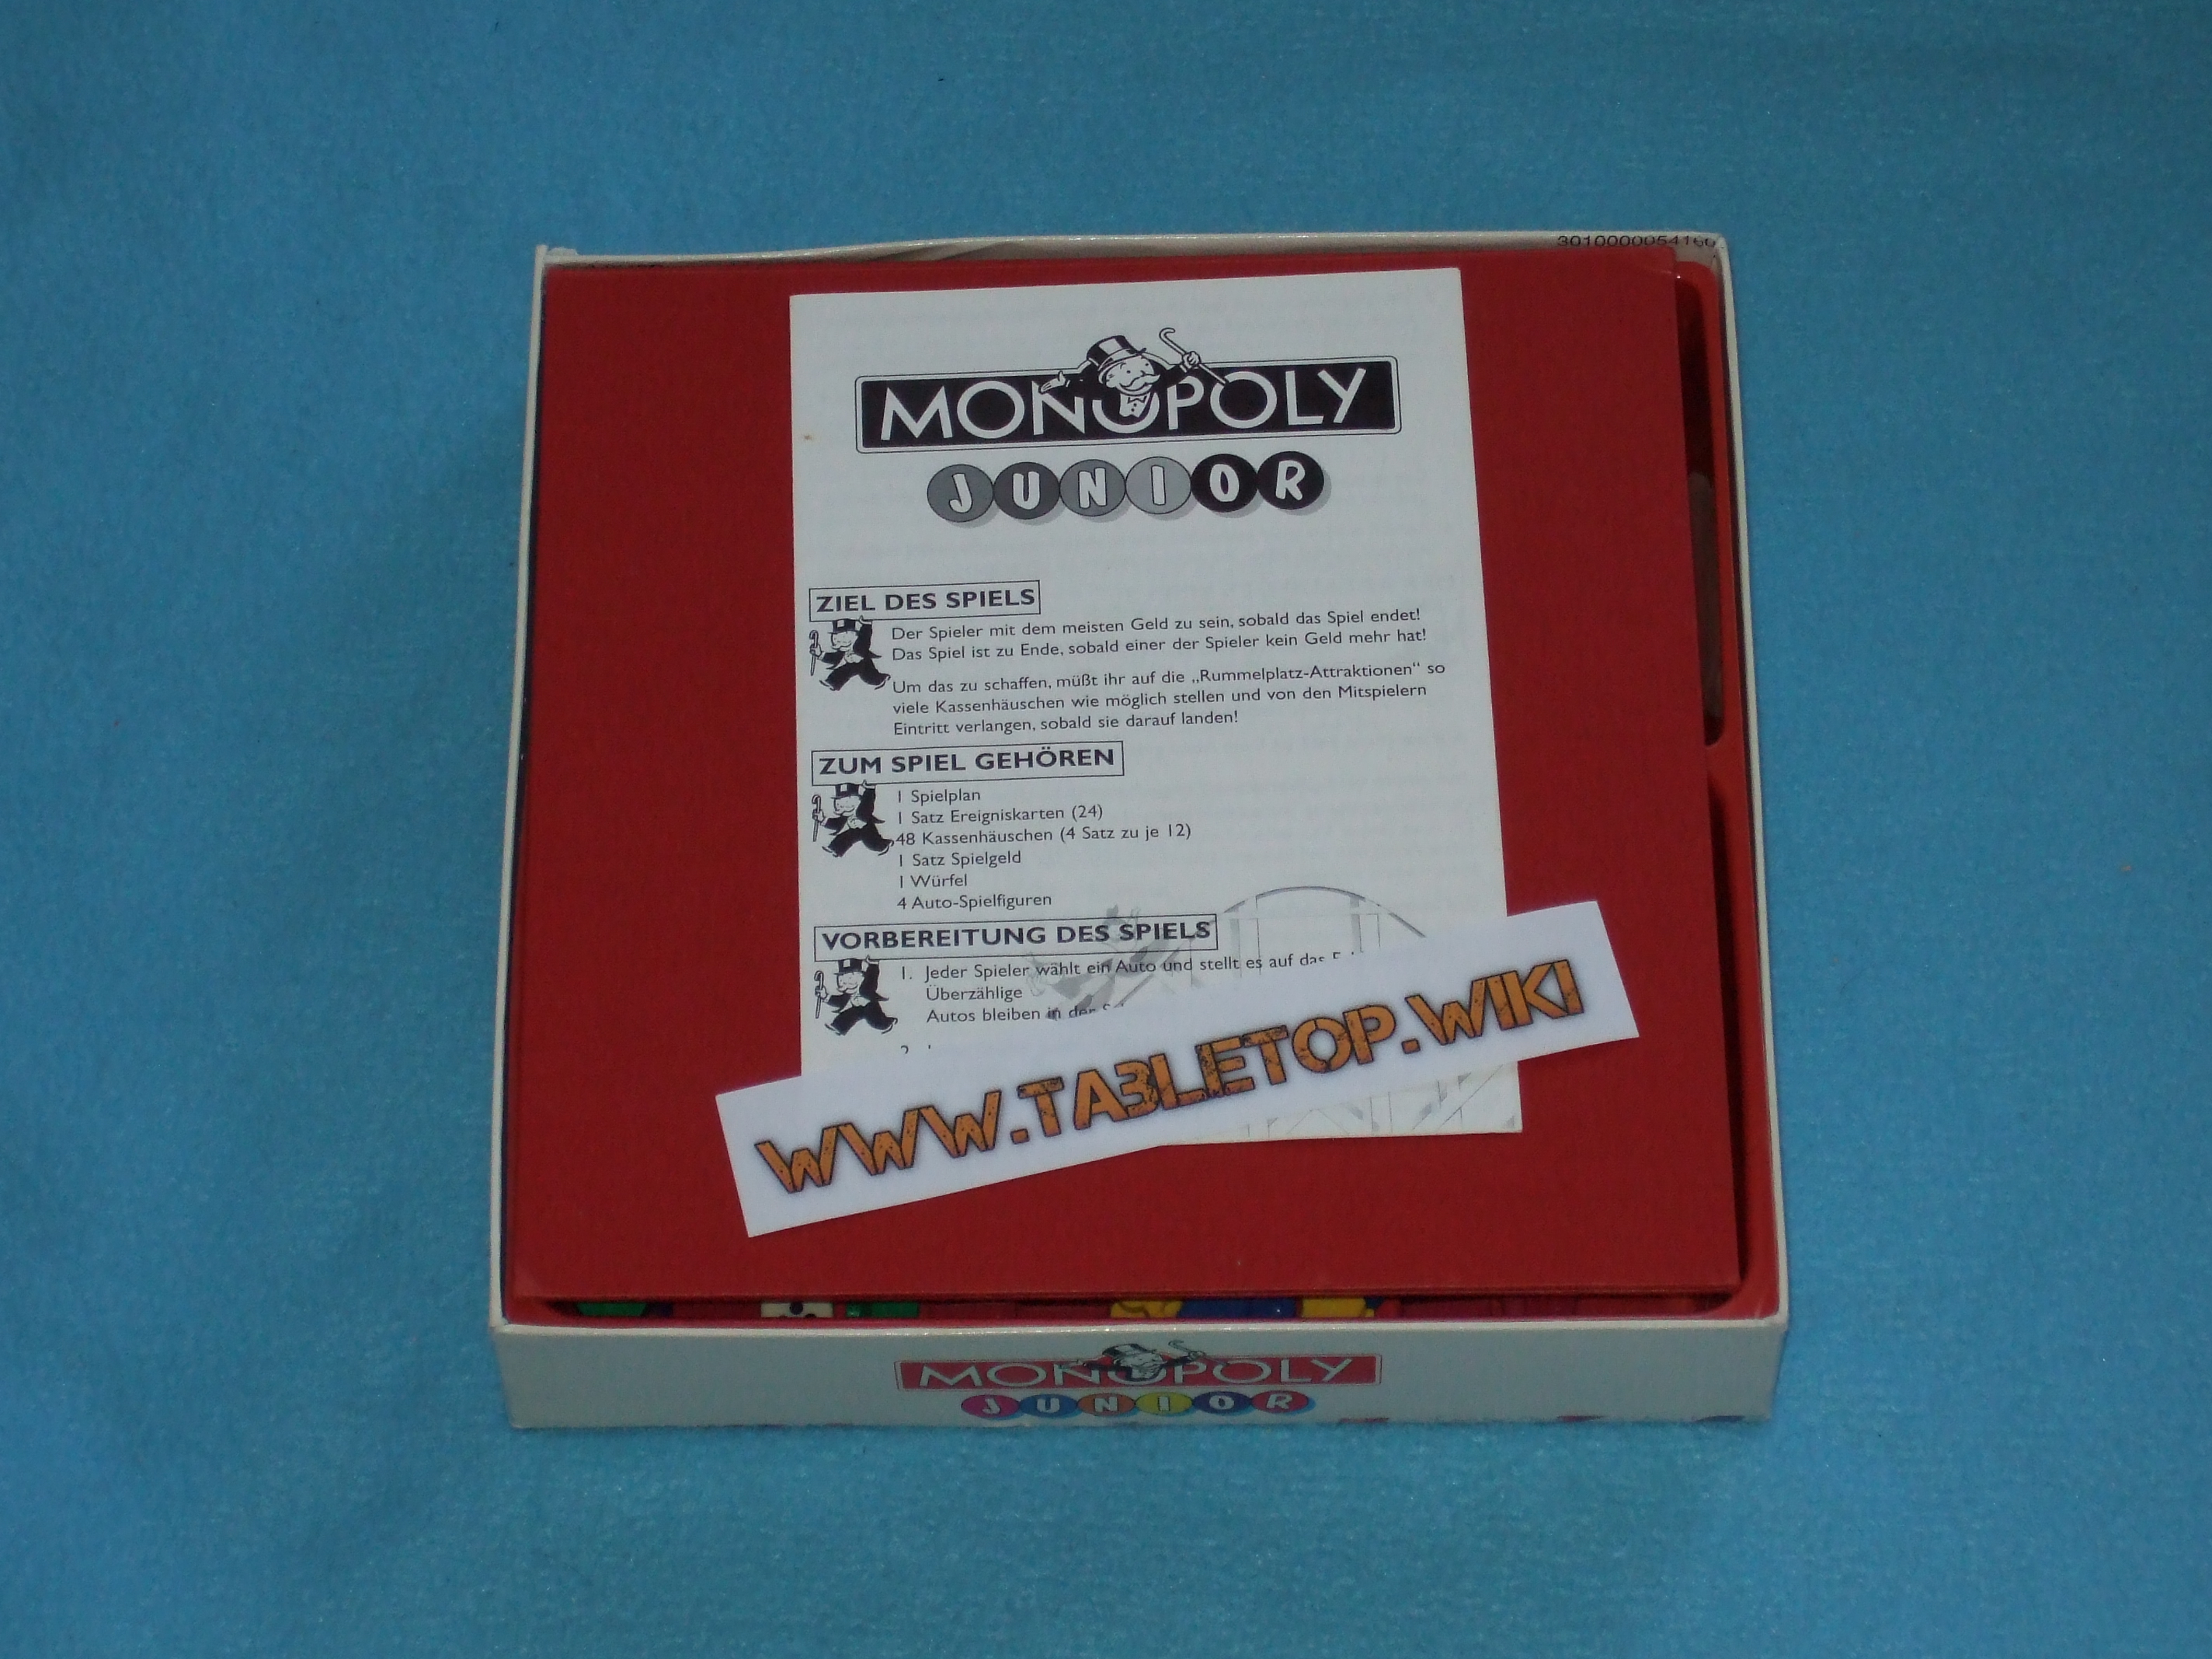 3010000054160
MONOPOLY
JUNIOR
ZIEL DES SPIELS
Der Spieler mit dem meisten Geld zu sein, sobald das Spiel endet!
Das Spiel ist zu Ende, sobald einer der Spieler kein Geld mehr hat!
Um das zu schaffen, müßt ihr auf die „Rummelplatz-Attraktionen“ so
viele Kassenhäuschen wie möglich stellen und von den Mitspielern
Eintritt verlangen, sobald sie darauf landen!
ZUM SPIEL GEHÖREN
1 Spielplan
1 Satz Ereigniskarten (24)
48 Kassenhäuschen (4 Satz zu je 12)
1 Satz Spielgeld
1 Würfel
4 Auto-Spielfiguren
VORBEREITUNG DES SPIELS
1. Jeder Spieler wählt ein Auto und stellt es auf das
Überzählige
Autos bleiben in der
WWW.TABLETOP.WIKI
MONOPOLY
JUNIOR